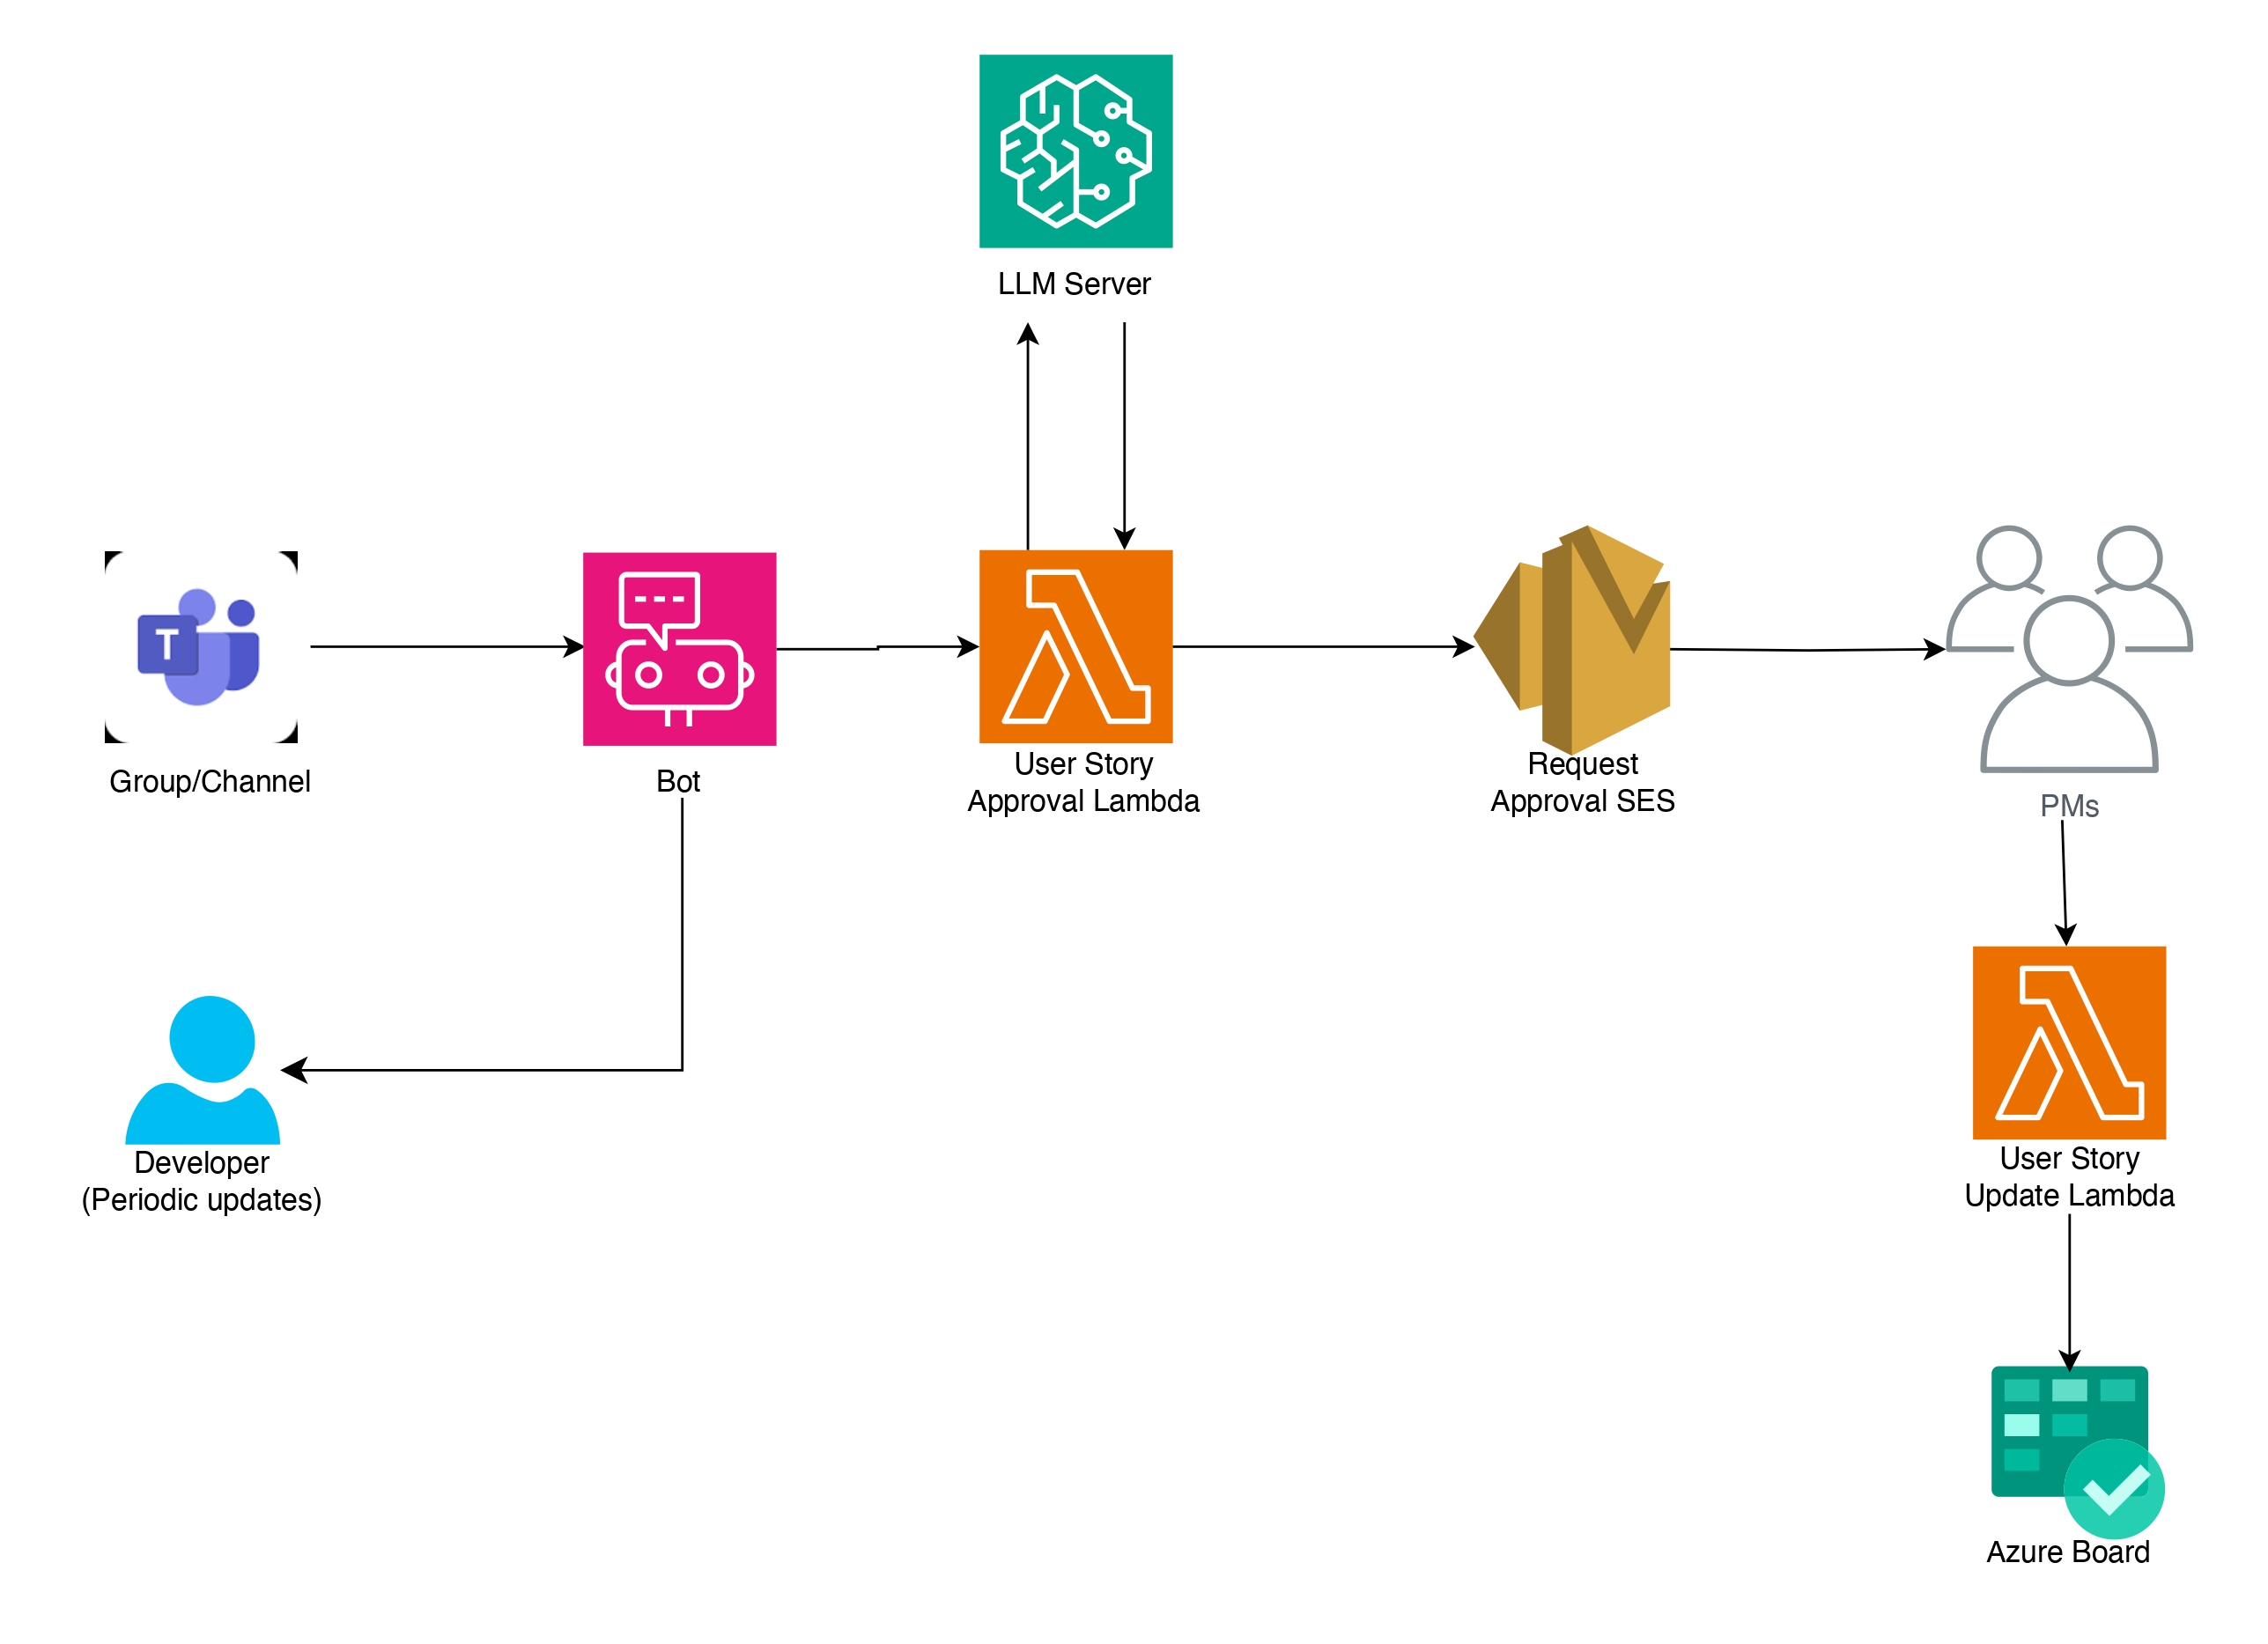 LLM Server
T
Group/Channel
Bot
User Story
Approval Lambda
Request
Approval SES
PMs
Developer
(Periodic updates)
User Story
Update Lambda
Azure Board